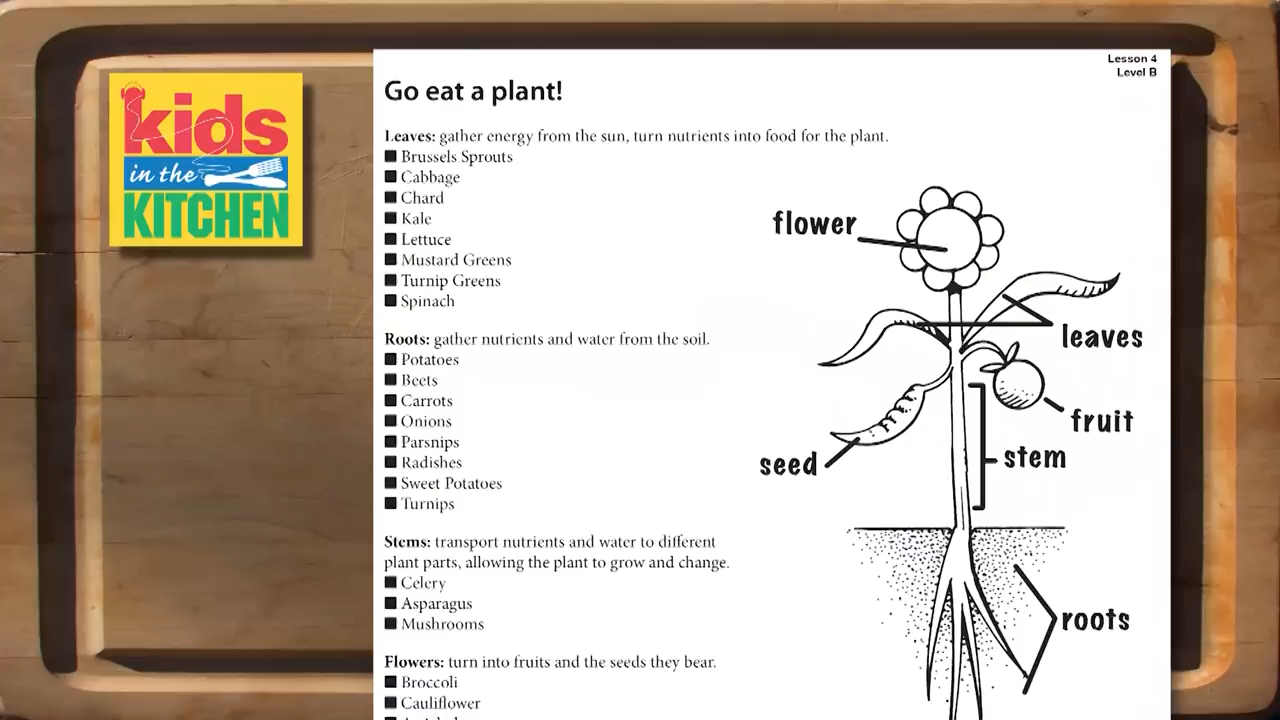 kids
in the
KITCHEN
Lesson 4
Level B
Go eat a plant!
Leaves: gather energy from the sun, turn nutrients into food for the plant.
Brussels Sprouts
Cabbage
Chard
Kale
Lettuce
Mustard Greens
Turnip Greens
Spinach
Roots: gather nutrients and water from the soil.
Potatoes
Beets
Carrots
Onions
Parsnips
Radishes
Sweet Potatoes
Turnips
Stems: transport nutrients and water to different
plant parts, allowing the plant to grow and change.
Celery
Asparagus
Mushrooms
Flowers: turn into fruits and the seeds they bear.
Broccoli
Cauliflower
flower
leaves
fruit
stem
seed
roots